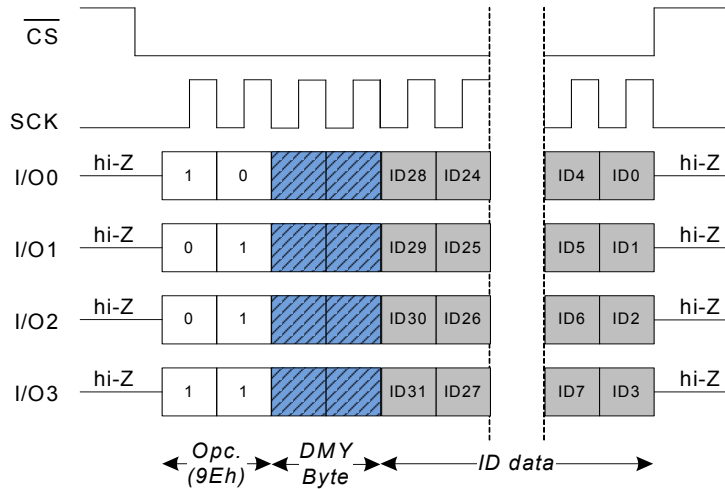 CS
SCK
I/O0 hi-Z 1 0 ID28 ID24 ID4 ID0 hi-Z
I/O1 hi-Z 0 1 ID29 ID25 ID5 ID1 hi-Z
I/O2 hi-Z 0 1 ID30 ID26 ID6 ID2 hi-Z
I/O3 hi-Z 1 1 ID31 ID27 ID7 ID3 hi-Z
Opc. DMY ID data
(9Eh) Byte